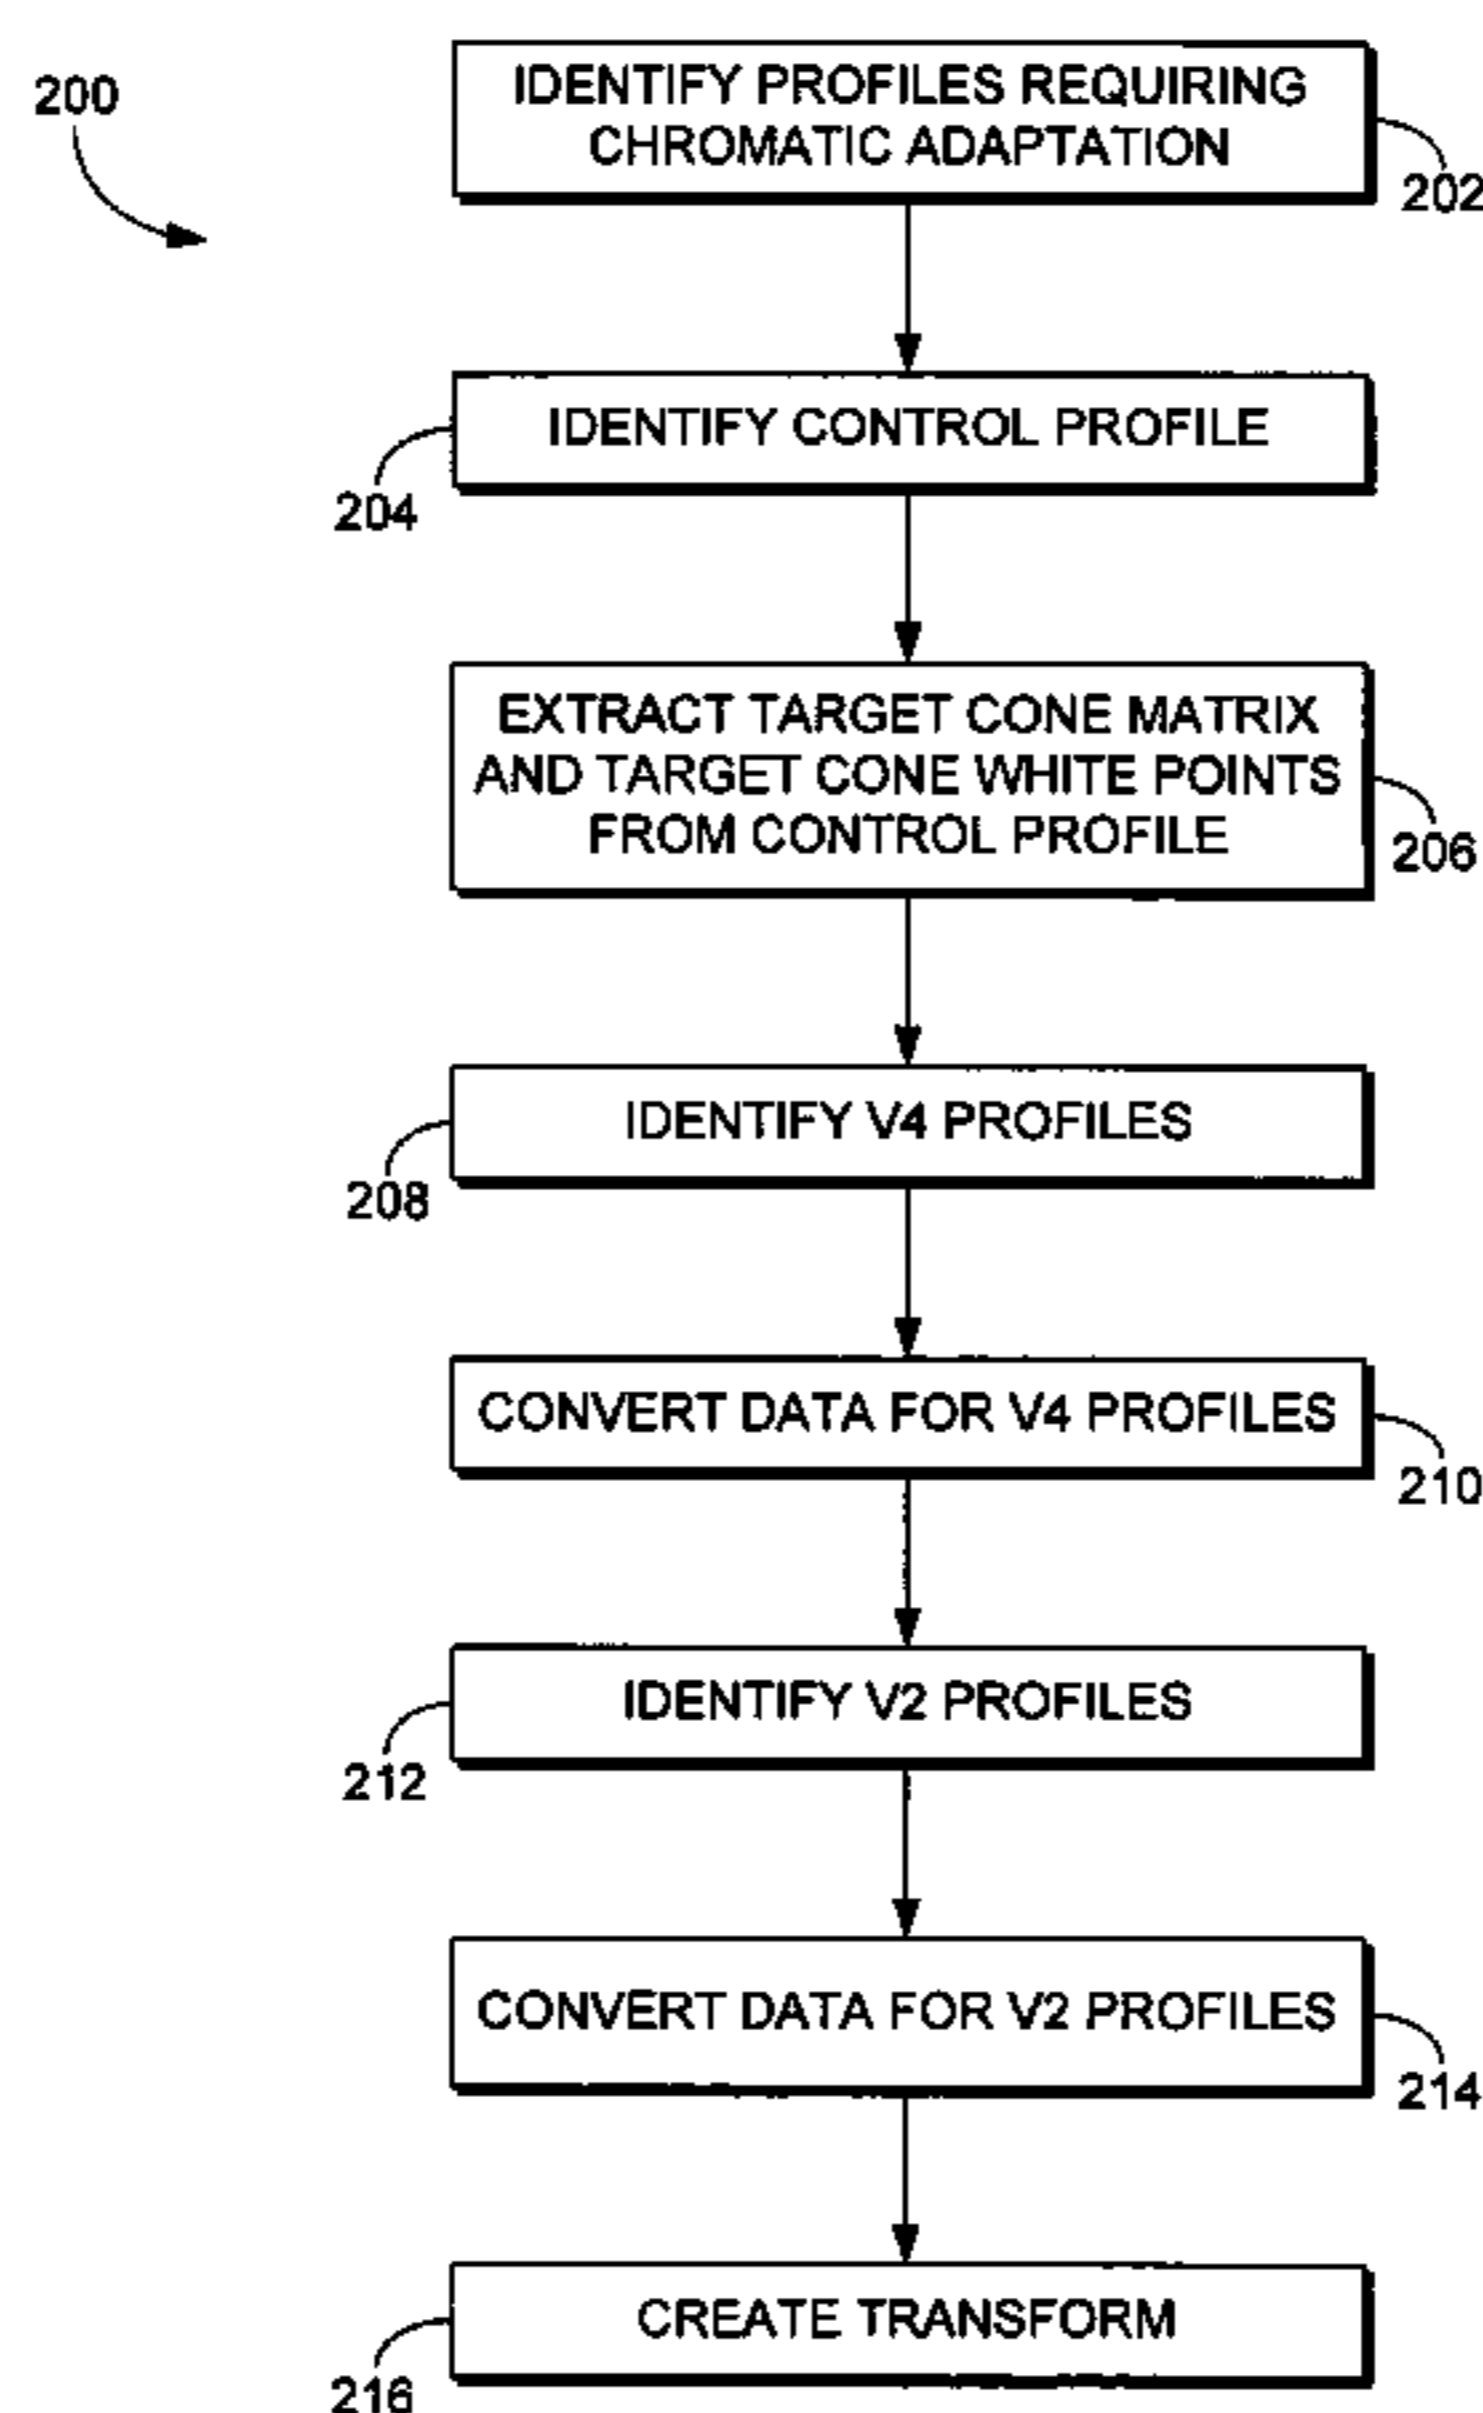 200
IDENTIFY PROFILES REQUIRING
CHROMATIC ADAPTATION
202
IDENTIFY CONTROL PROFILE
204
EXTRACT TARGET CONE MATRIX
AND TARGET CONE WHITE POINTS
FROM CONTROL PROFILE
206
IDENTIFY V4 PROFILES
208
CONVERT DATA FOR V4 PROFILES
210
IDENTIFY V2 PROFILES
212
CONVERT DATA FOR V2 PROFILES
214
CREATE TRANSFORM
216